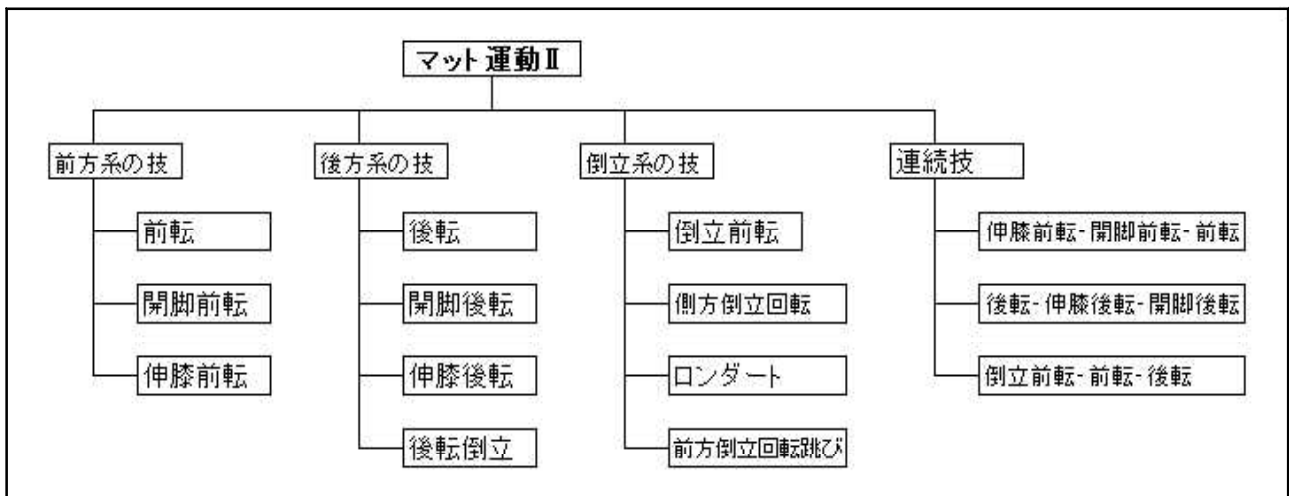 マット運動Ⅱ
前方系の技
後方系の技
倒立系の技
連続技
前転
後転
倒立前転
伸膝前転-開脚前転-前転
開脚前転
開脚後転
側方倒立回転
後転-伸膝後転-開脚後転
伸膝前転
伸膝後転
ロンダート
倒立前転-前転-後転
後転倒立
前方倒立回転跳び